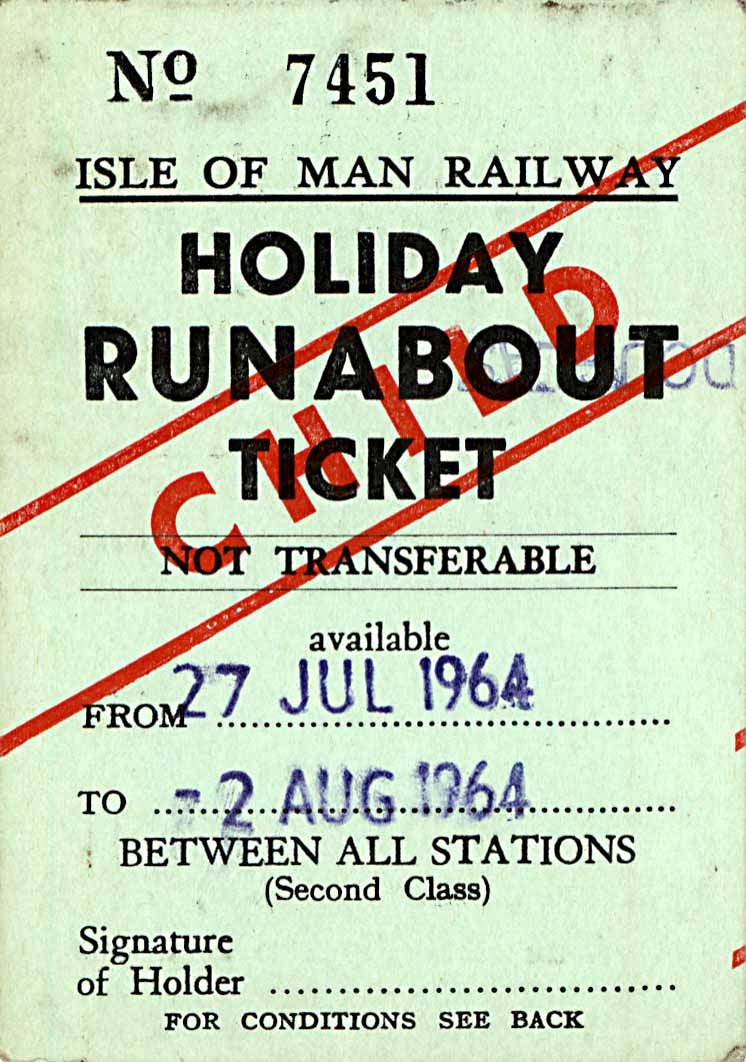 Nº 7451
ISLE OF MAN RAILWAY
HOLIDAY
RUNABOUT
TICKET
CHILD
NOT TRANSFERABLE
available
FROM 27 JUL 1964
TO - 2 AUG 1964
BETWEEN ALL STATIONS
(Second Class)
Signature
of Holder
FOR CONDITIONS SEE BACK